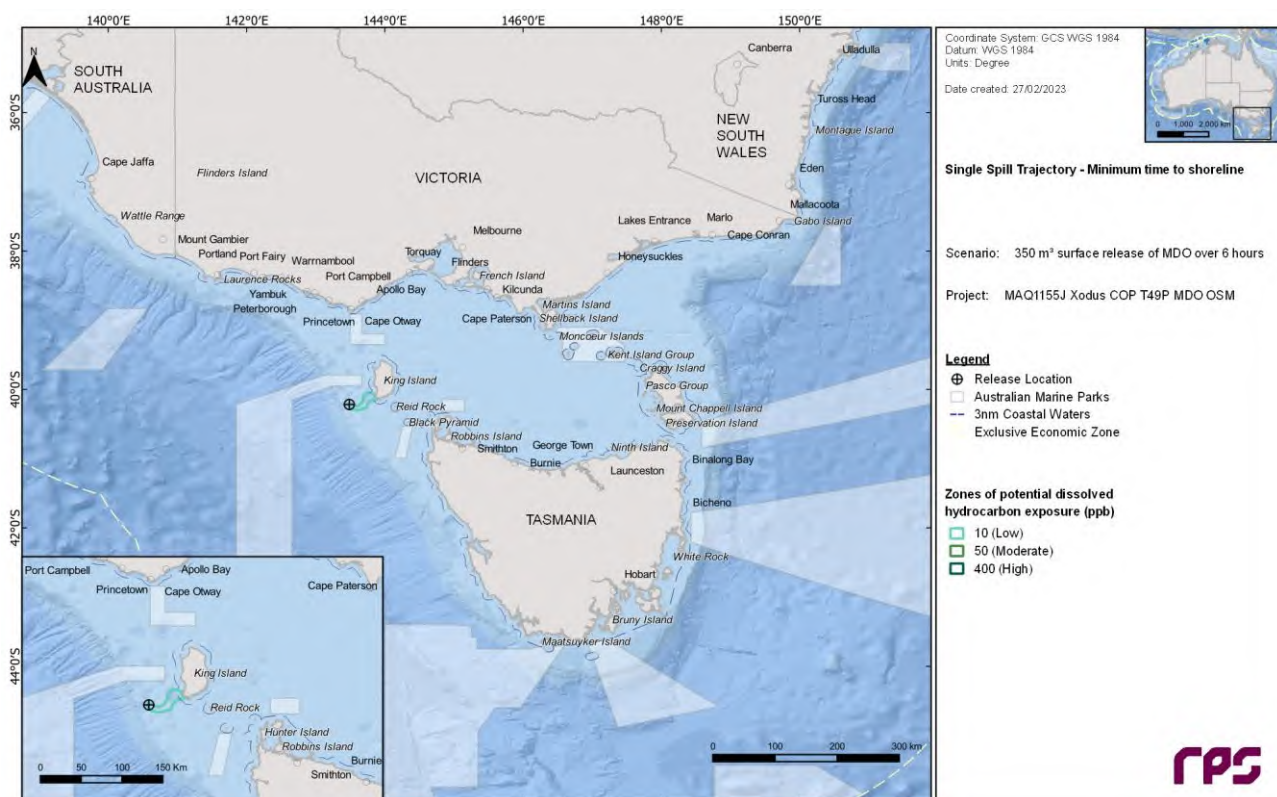 140°0'E
142°0'E
144°0'E
146°0'E
148°0'E
150°0'E
36°0'S
38°0'S
40°0'S
42°0'S
44°0'S
N
SOUTH
AUSTRALIA
Canberra
Ulladulla
Tuross Head
NEW
SOUTH
WALES
Montague Island
Cape Jaffa
Flinders Island
VICTORIA
Eden
Mallacoota
Gabo Island
Wattle Range
Lakes Entrance
Marlo
Cape Conran
Mount Gambier
Melbourne
Portland
Port Fairy
Warrnambool
Torquay
Flinders
Honeysuckles
Laurence Rocks
Port Campbell
French Island
Yambuk
Apollo Bay
Kilcunda
Peterborough
Martins Island
Princetown
Cape Otway
Cape Paterson
Shellback Island
Moncoeur Islands
Kent Island Group
Craggy Island
King Island
Pasco Group
Reid Rock
Mount Chappell Island
Black Pyramid
Preservation Island
Robbins Island
Smithton
George Town
Ninth Island
Burnie
Launceston
Binalong Bay
Bicheno
TASMANIA
White Rock
Hobart
Bruny Island
Maatsuyker Island
0 100 200 300 km
Port Campbell
Apollo Bay
Princetown
Cape Otway
Cape Paterson
King Island
Reid Rock
Hunter Island
Robbins Island
Burnie
Smithton
0 50 100 150 Km
Coordinate System: GCS WGS 1984
Datum: WGS 1984
Units: Degree
Date created: 27/02/2023
0 1,000 2,000 km
Single Spill Trajectory - Minimum time to shoreline
Scenario: 350 m³ surface release of MDO over 6 hours
Project: MAQ1155J Xodus COP T49P MDO OSM
Legend
Release Location
Australian Marine Parks
3nm Coastal Waters
Exclusive Economic Zone
Zones of potential dissolved
hydrocarbon exposure (ppb)
10 (Low)
50 (Moderate)
400 (High)
rps